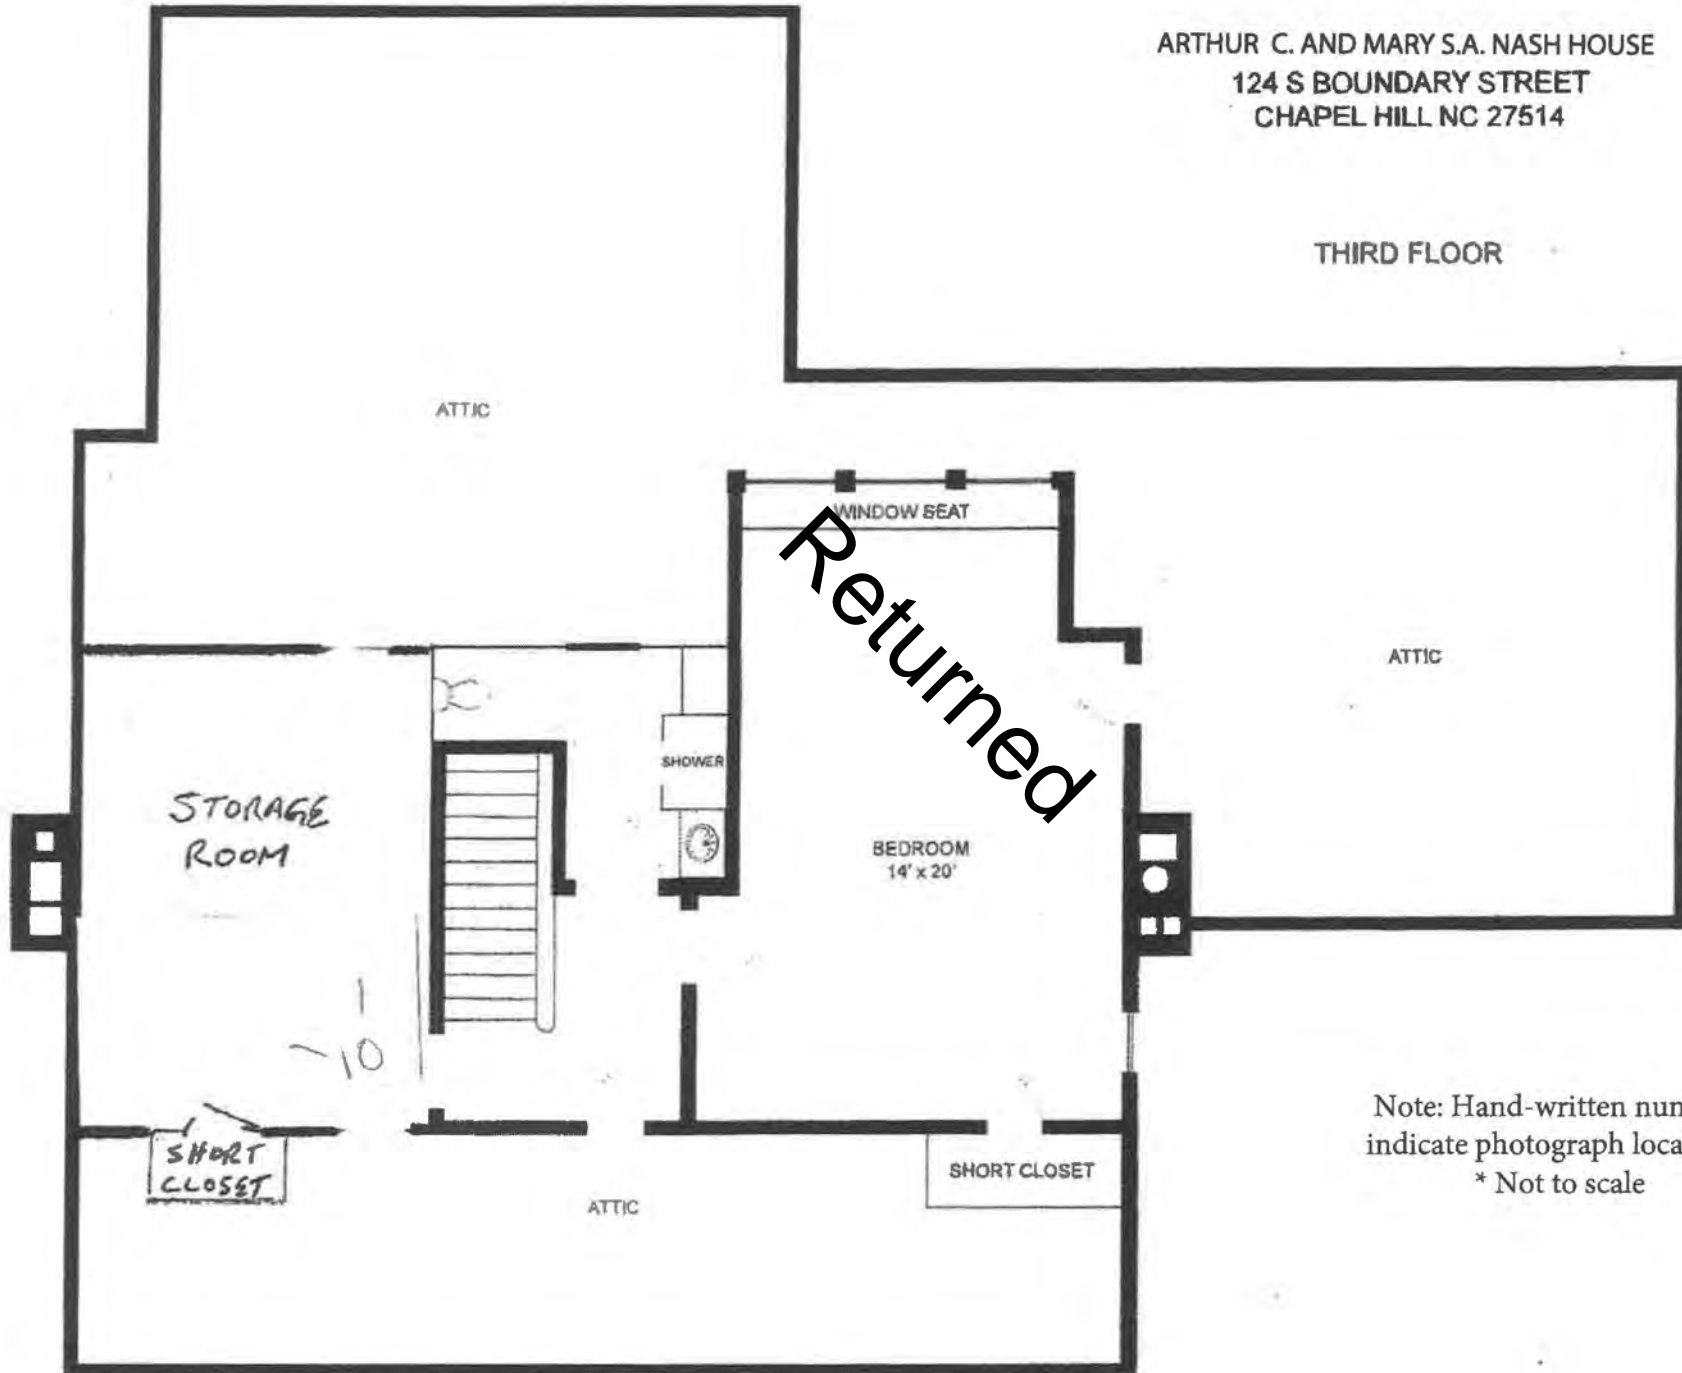 ARTHUR C. AND MARY S.A. NASH HOUSE
124 S BOUNDARY STREET
CHAPEL HILL NC 27514
THIRD FLOOR
ATTIC
WINDOW SEAT
Returned
ATTIC
SHOWER
STORAGE
ROOM
BEDROOM
14' x 20'
10
Note: Hand-written num
indicate photograph loca
* Not to scale
SHORT
CLOSET
SHORT CLOSET
ATTIC